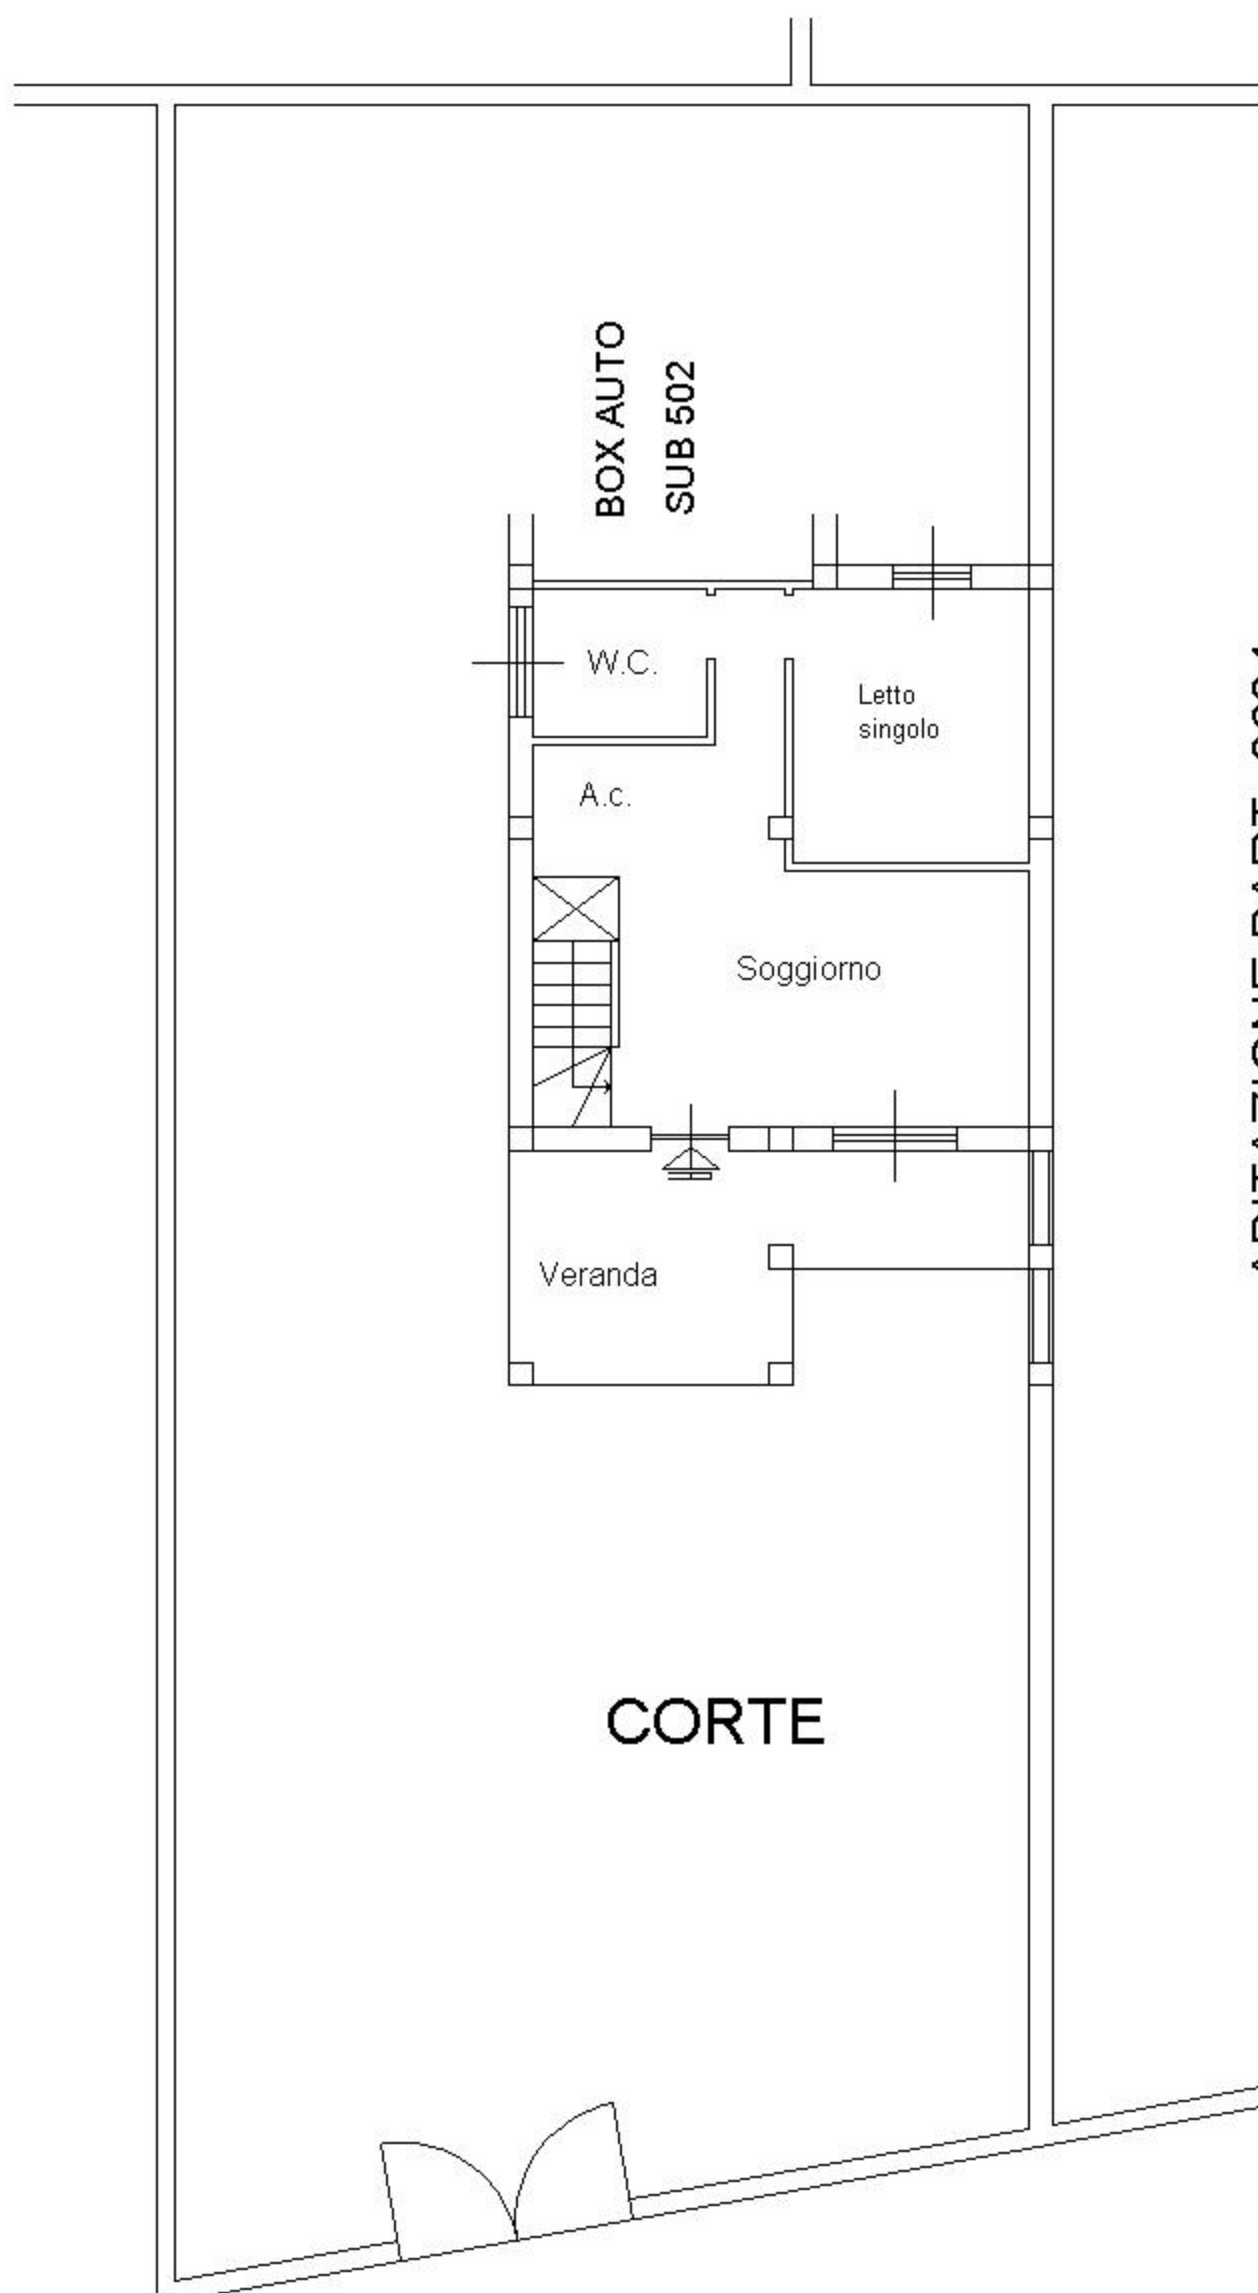 BOX AUTO
SUB 502
W.C.
Letto
singolo
A.c.
Soggiorno
Veranda
CORTE